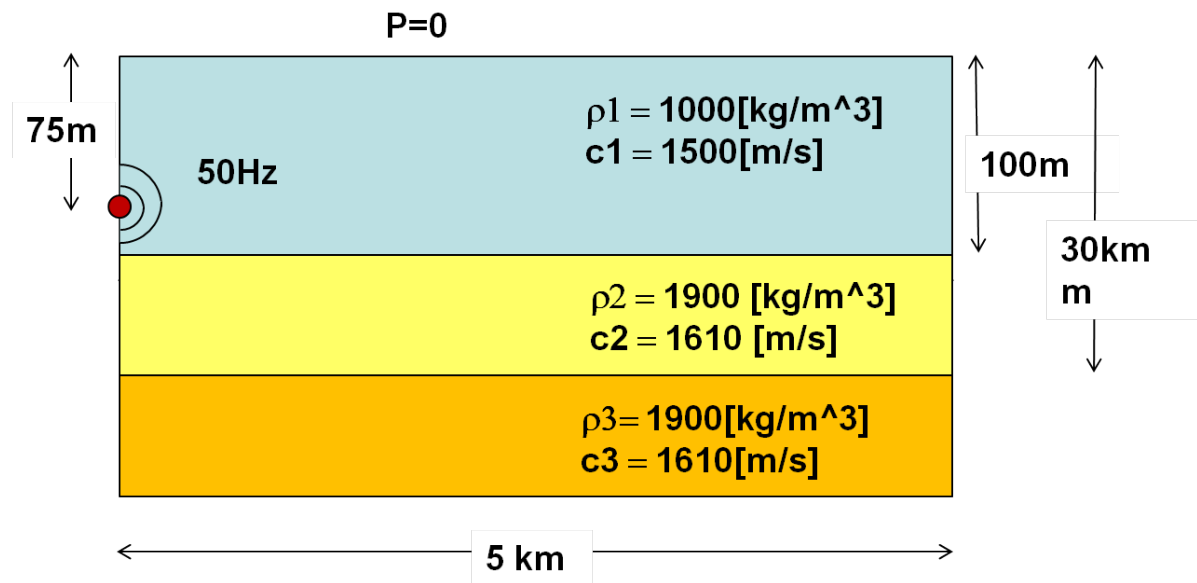 P=0
75m
50Hz
ρ1 = 1000[kg/m^3]
c1 = 1500[m/s]
100m
30km
m
ρ2 = 1900 [kg/m^3]
c2 = 1610 [m/s]
ρ3= 1900[kg/m^3]
c3 = 1610[m/s]
5 km